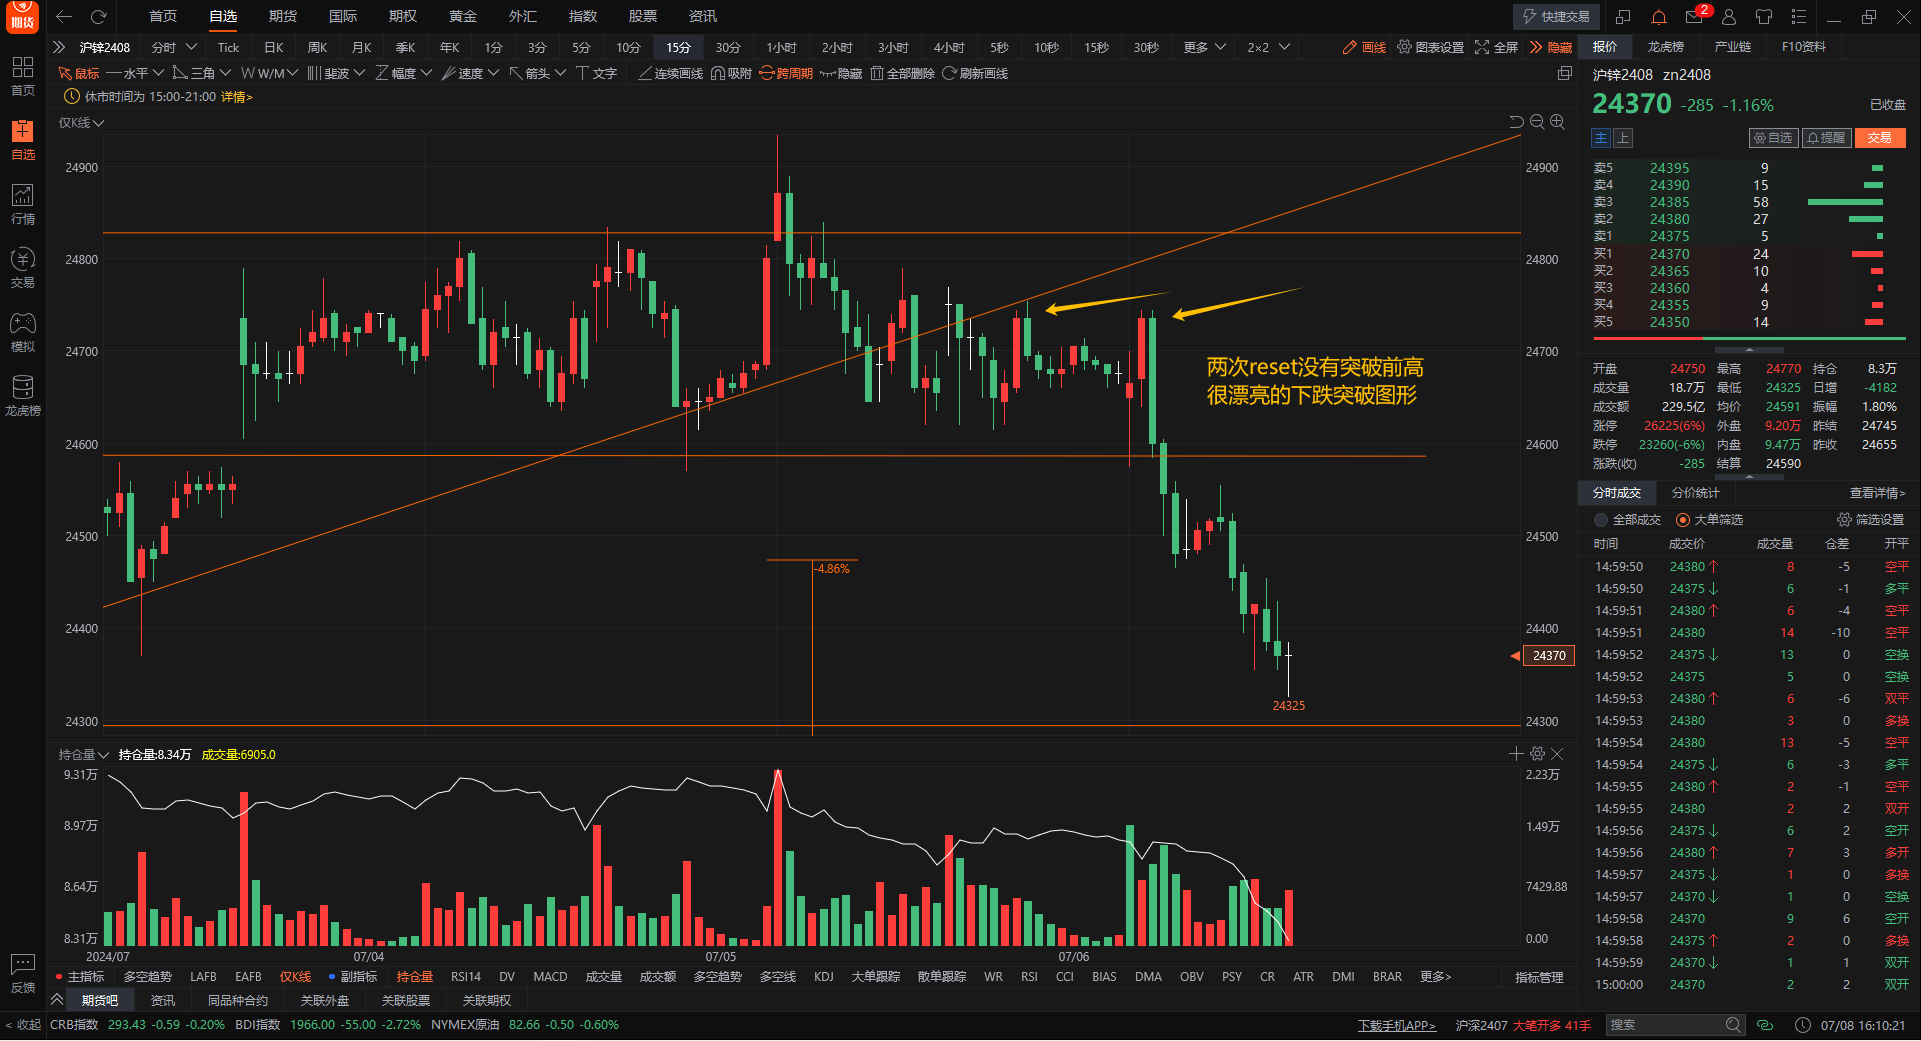 期货 首页 自选 期货 国际 期权 黄金 外汇 指数 股票 资讯 快捷交易 2
沪锌2408 分时 Tick 日K 周K 月K 季K 年K 1分 3分 5分 10分 15分 30分 1小时 2小时 3小时 4小时 5秒 10秒 15秒 30秒 更多 2×2 画线 图表设置 全屏 隐藏
鼠标 水平 三角 W/M 斐波 幅度 速度 箭头 文字 连续画线 吸附 跨周期 隐藏 全部删除 刷新画线
休市时间为 15:00-21:00 详情>
仅K线
首页
自选
行情
交易
模拟
龙虎榜
反馈
< 收起
24900 24900
24800 24800
24700 24700
24600 24600
24500 24500
24400 24400
24300 24300
两次reset没有突破前高
很漂亮的下跌突破图形
-4.86%
24370
24325
持仓量 持仓量:8.34万 成交量:6905.0
9.31万 2.23万
8.97万 1.49万
8.64万 7429.88
8.31万 0.00
2024/07 07/04 07/05 07/06
主指标 多空趋势 LAFB EAFB 仅K线 副指标 持仓量 RSI14 DV MACD 成交量 成交额 多空趋势 多空线 KDJ 大单跟踪 散单跟踪 WR RSI CCI BIAS DMA OBV PSY CR ATR DMI BRAR 更多> 指标管理
期货吧 资讯 同品种合约 关联外盘 关联股票 关联期权
CRB指数 293.43 -0.59 -0.20% BDI指数 1966.00 -55.00 -2.72% NYMEX原油 82.66 -0.50 -0.60% 下载手机APP> 沪深2407 大笔开多 41手 搜索 07/08 16:10:21
报价 龙虎榜 产业链 F10资料
沪锌2408 zn2408
24370 -285 -1.16% 已收盘
主 上 自选 提醒 交易
卖5 24395 9
卖4 24390 15
卖3 24385 58
卖2 24380 27
卖1 24375 5
买1 24370 24
买2 24365 10
买3 24360 4
买4 24355 9
买5 24350 14
开盘 24750 最高 24770 持仓 8.3万
成交量 18.7万 最低 24325 日增 -4182
成交额 229.5亿 均价 24591 振幅 1.80%
涨停 26225(6%) 外盘 9.20万 昨结 24745
跌停 23260(-6%) 内盘 9.47万 昨收 24655
涨跌(收) -285 结算 24590
分时成交 分价统计 查看详情>
全部成交 大单筛选 筛选设置
时间 成交价 成交量 仓差 开平
14:59:50 24380↑ 8 -5 空平
14:59:50 24375↓ 6 -1 多平
14:59:51 24380↑ 6 -4 空平
14:59:51 24380 14 -10 空平
14:59:52 24375↓ 13 0 空换
14:59:52 24375 5 0 空换
14:59:53 24380↑ 6 -6 双平
14:59:53 24380 3 0 多换
14:59:54 24380 13 -5 空平
14:59:54 24375↓ 6 -3 多平
14:59:55 24380↑ 2 -1 空平
14:59:55 24380 2 2 双开
14:59:56 24375↓ 6 2 空开
14:59:56 24380↑ 7 3 多开
14:59:57 24375↓ 1 0 多换
14:59:57 24370↓ 1 0 空换
14:59:58 24370 9 6 空开
14:59:58 24375↑ 2 0 多换
14:59:59 24370↓ 1 1 双开
15:00:00 24370 2 2 双开